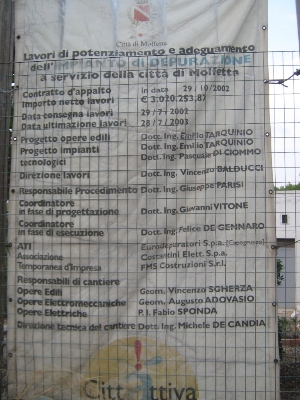 Città di Molfetta
Lavori di potenziamento e adeguamento
dell'IMPIANTO di DEPURAZIONE
a servizio della città di Molfetta
Contratto d'appalto in data 29 / 10 /2002
Importo netto lavori € 3.020.253,87
Data consegna lavori 29 / 7 / 2002
Data ultimazione lavori 28 / 7 / 2003
Progetto opere edili Dott. Ing. Emilio TARQUINIO
Progetto impianti Dott. Ing. Emilio TARQUINIO
tecnologici Dott. Ing. Pasquale DI CIOMMO
Direzione lavori Dott. Ing. Vincenzo BALDUCCI
Responsabile Procedimento Dott. Ing. Giuseppe PARISI
Coordinatore
in fase di progettazione Dott. Ing. Giovanni VITONE
Coordinatore
in fase di esecuzione Dott. Ing. Felice DE GENNARO
ATI Eurodepuratori S.p.a.
Associazione Costantini Elett. S.p.a.
Temporanea d'Impresa FMS Costruzioni S.r.l.
Responsabili di cantiere
Opere Edili Geom. Vincenzo SGHERZA
Opere Elettromeccaniche Geom. Augusto ADOVASIO
Opere Elettriche P. I. Fabio SPONDA
Direzione tecnica del cantiere Dott. Ing. Michele DE CANDIA
Cittattiva